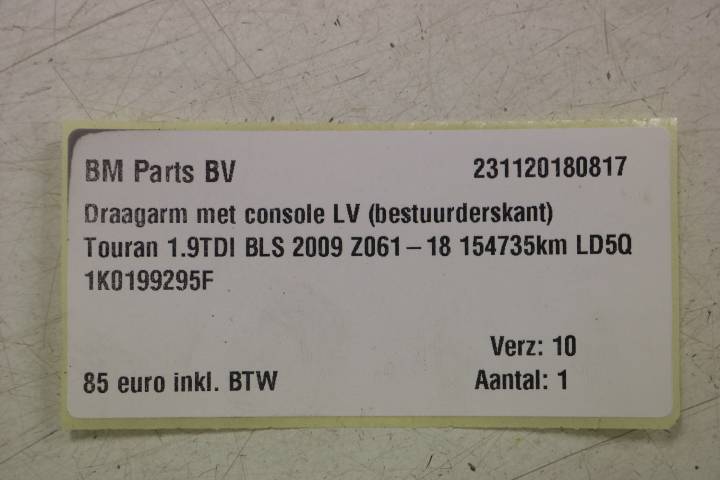 BM Parts BV 231120180817
Draagarm met console LV (bestuurderskant)
Touran 1.9TDI BLS 2009 Z061-18 154735km LD5Q
1K0199295F
Verz: 10
85 euro inkl. BTW Aantal: 1